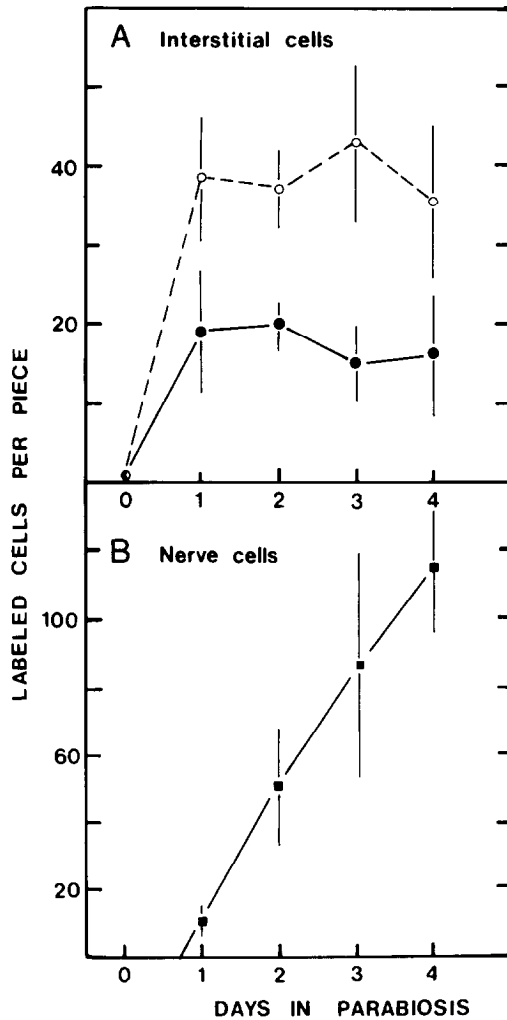 A Interstitial cells
40
20
0 1 2 3 4
B Nerve cells
100
60
20
0 1 2 3 4
DAYS IN PARABIOSIS
LABELED CELLS PER PIECE